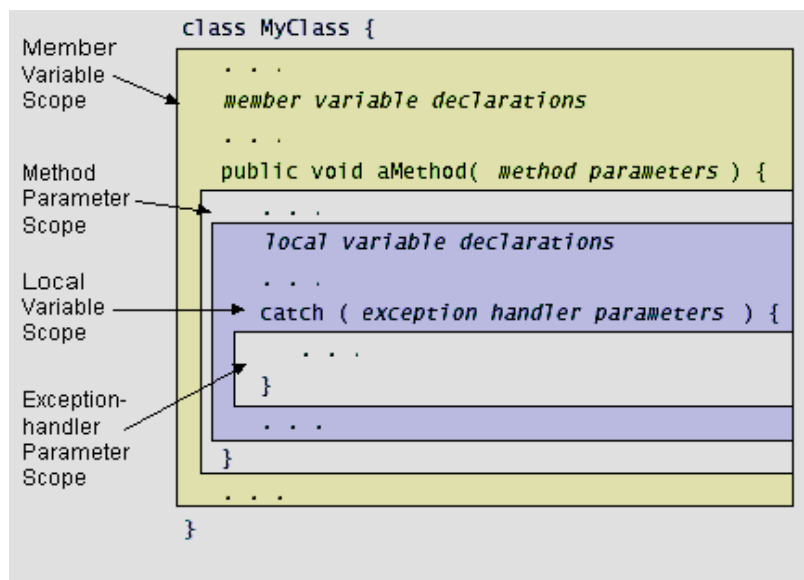 class MyClass {
Member
Variable
Scope
. . .
member variable declarations
. . .
public void aMethod( method parameters ) {
Method
Parameter
Scope
. . .
local variable declarations
. . .
Local
Variable
Scope
catch ( exception handler parameters ) {
. . .
}
Exception-
handler
Parameter
Scope
. . .
}
. . .
}